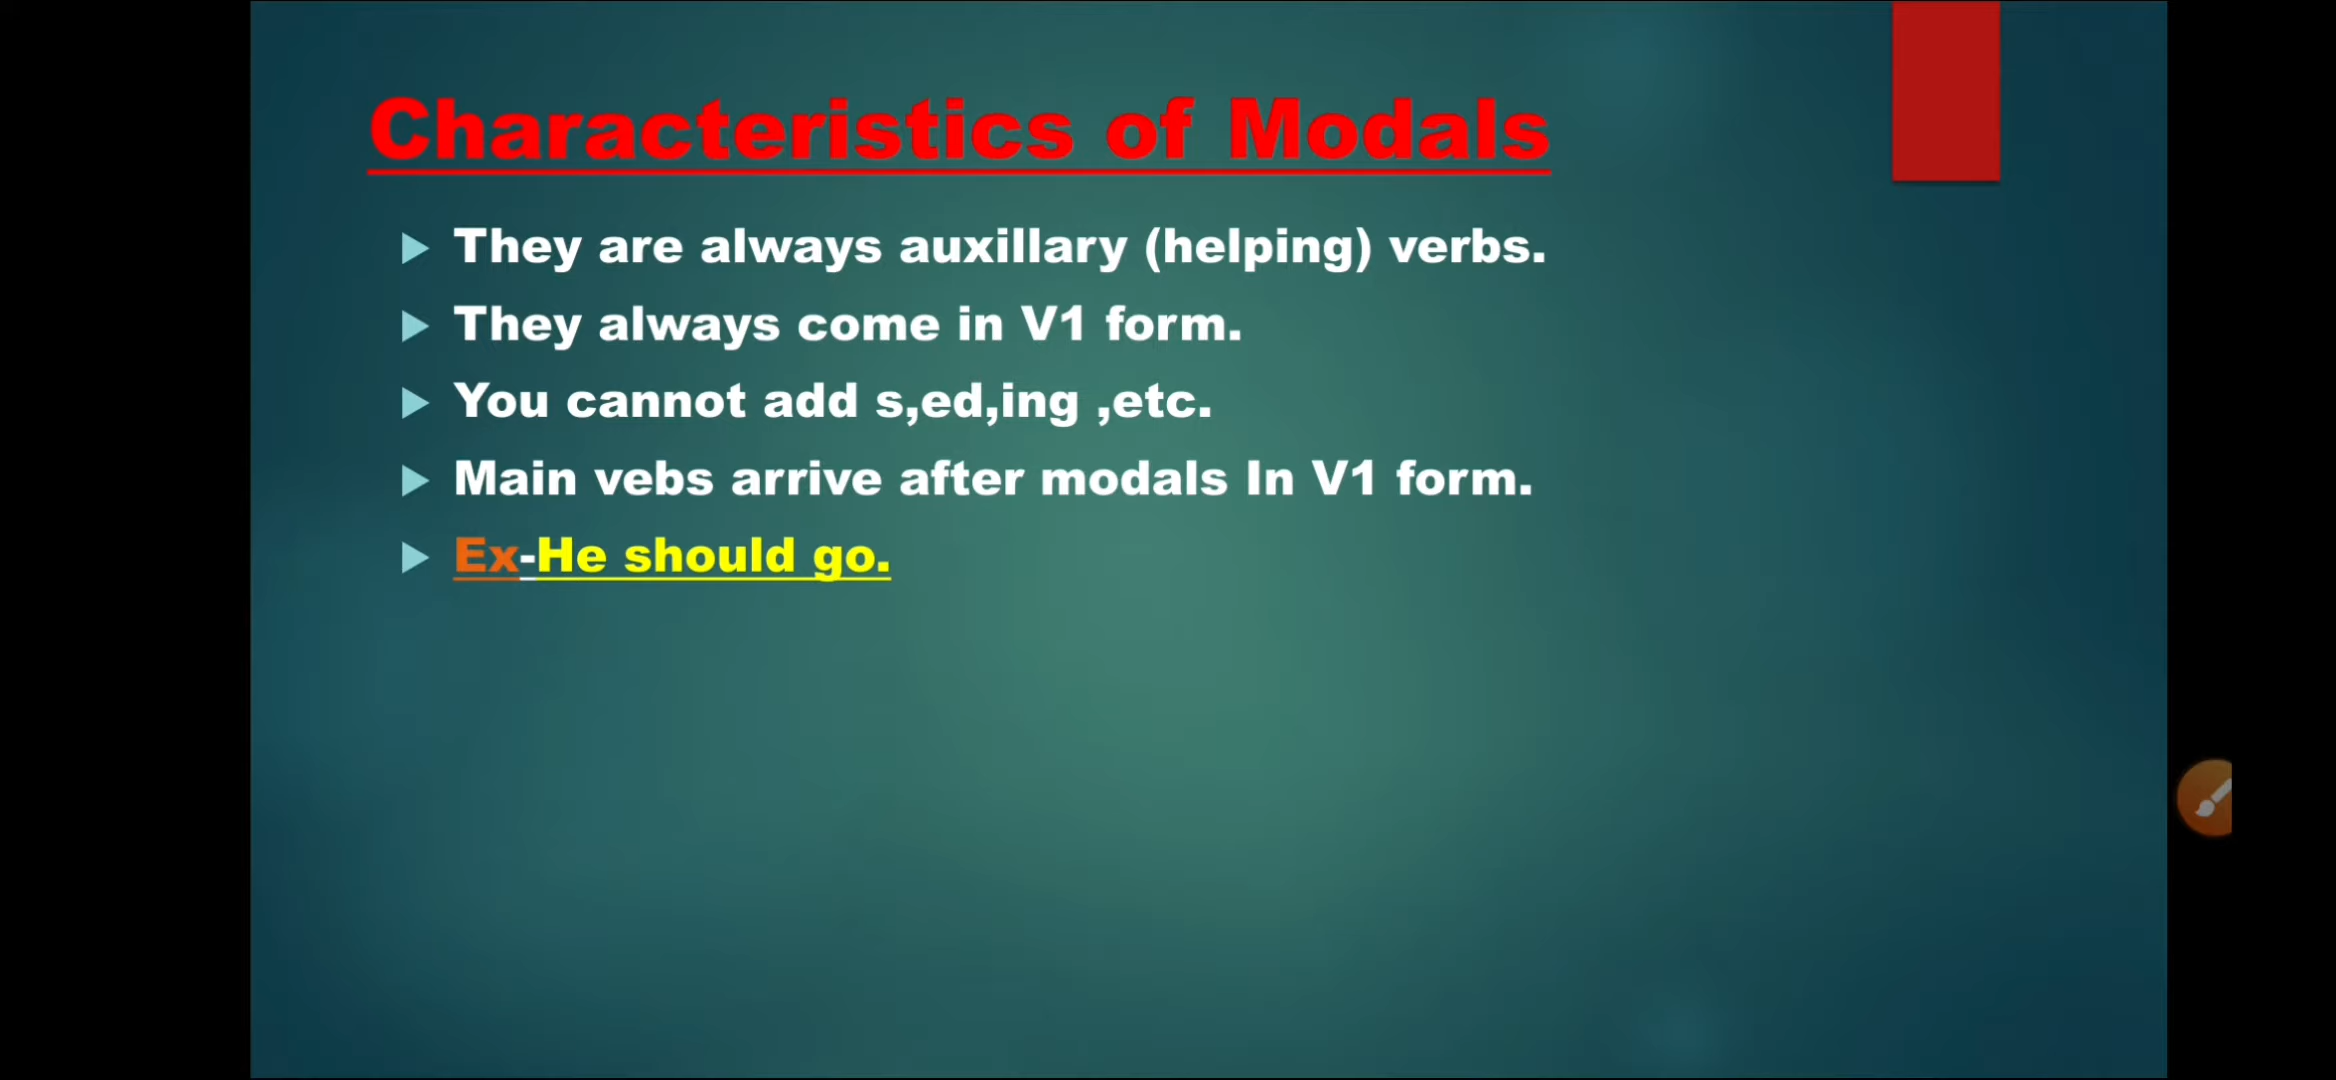 Characteristics of Modals
They are always auxillary (helping) verbs.
They always come in V1 form.
You cannot add s,ed,ing ,etc.
Main vebs arrive after modals In V1 form.
Ex-He should go.